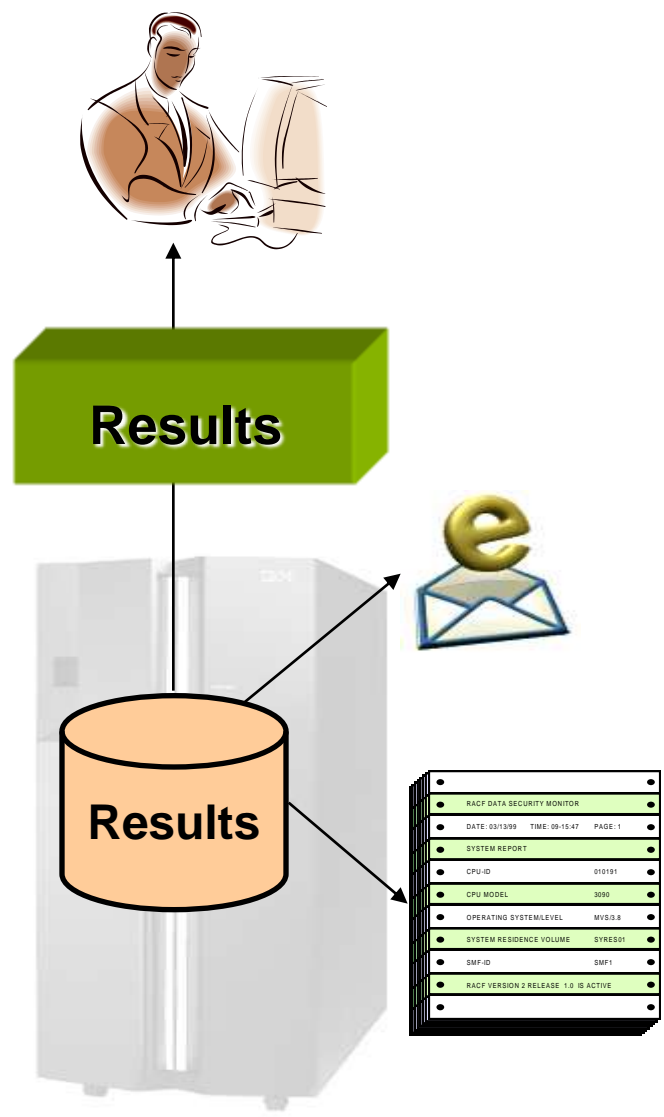 Results
IBM
Results
RACF DATA SECURITY MONITOR
DATE: 03/13/99 TIME: 09-15:47 PAGE: 1
SYSTEM REPORT
CPU-ID 010191
CPU MODEL 3090
OPERATING SYSTEM/LEVEL MVS/3.8
SYSTEM RESIDENCE VOLUME SYRES01
SMF-ID SMF1
RACF VERSION 2 RELEASE 1.0 IS ACTIVE